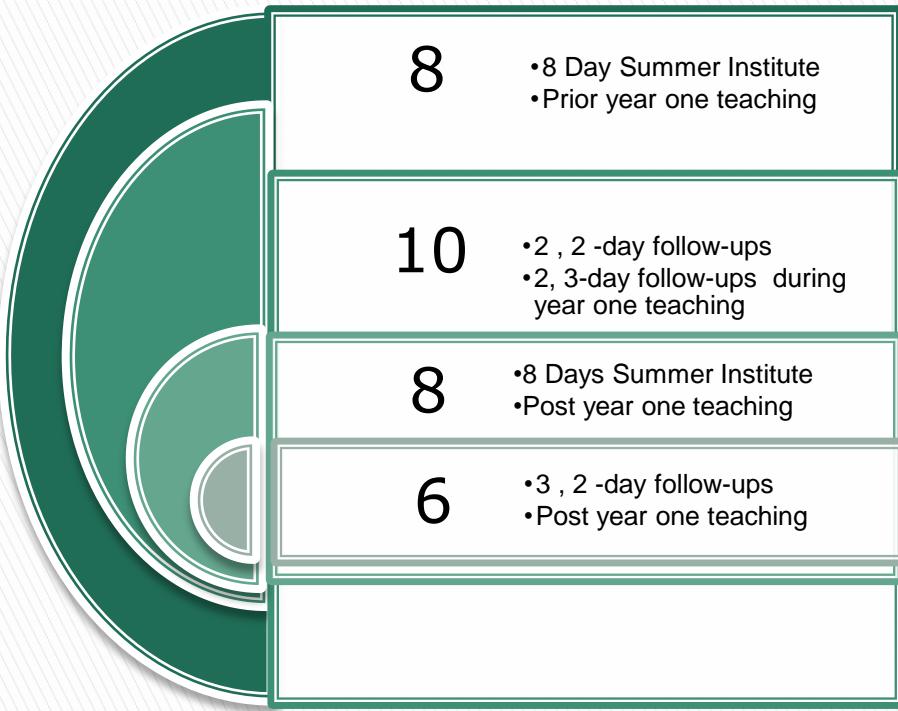 8
•8 Day Summer Institute
•Prior year one teaching
10
•2 , 2 -day follow-ups
•2, 3-day follow-ups  during
year one teaching
8
•8 Days Summer Institute
•Post year one teaching
6
•3 , 2 -day follow-ups
•Post year one teaching